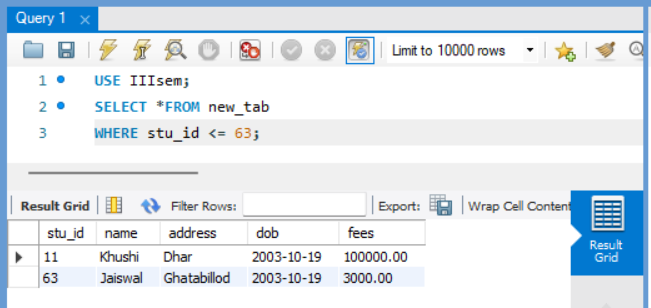 Query 1
Limit to 10000 rows
1 USE IIIsem;
2 SELECT *FROM new_tab
3 WHERE stu_id <= 63;
Result Grid Filter Rows: Export: Wrap Cell Content
stu_id name address dob fees
11 Khushi Dhar 2003-10-19 100000.00
63 Jaiswal Ghatabillod 2003-10-19 3000.00
Result
Grid